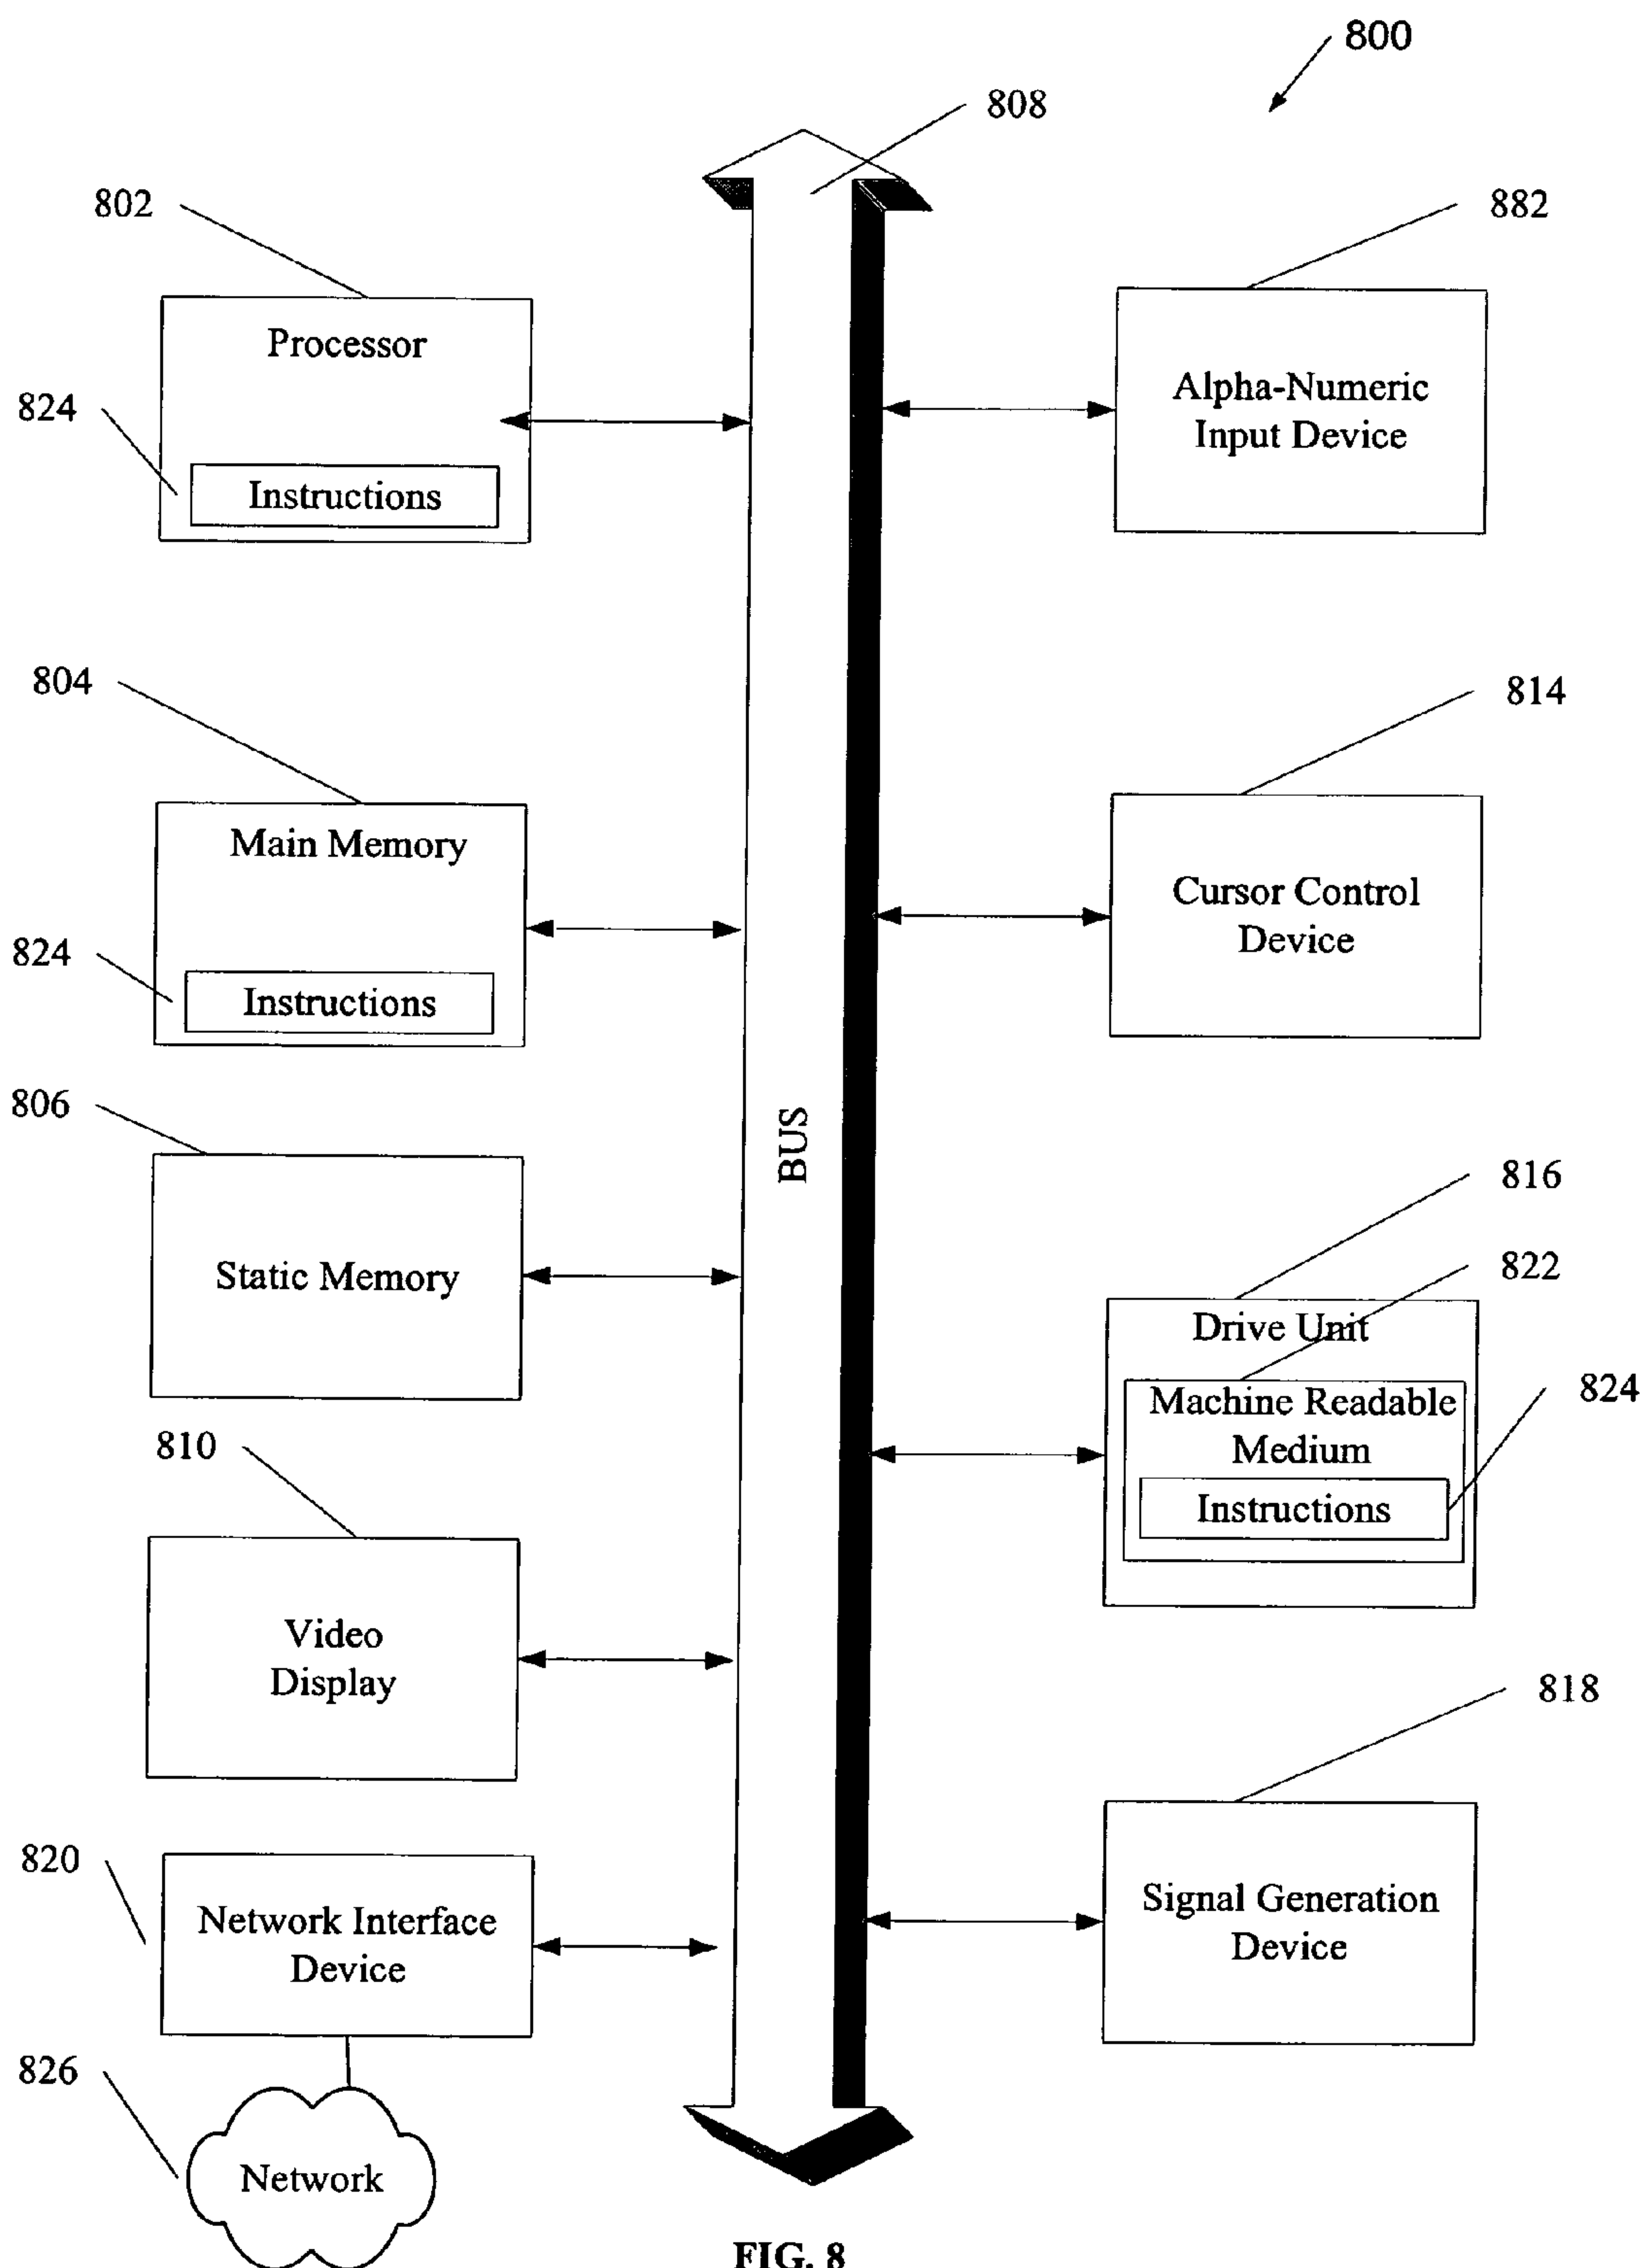 800
808
802
Processor
824
Instructions
882
Alpha-Numeric
Input Device
804
Main Memory
824
Instructions
814
Cursor Control
Device
806
Static Memory
BUS
816
822
Drive Unit
Machine Readable
Medium
824
Instructions
810
Video
Display
818
Signal Generation
Device
820
Network Interface
Device
826
Network
FIG. 8